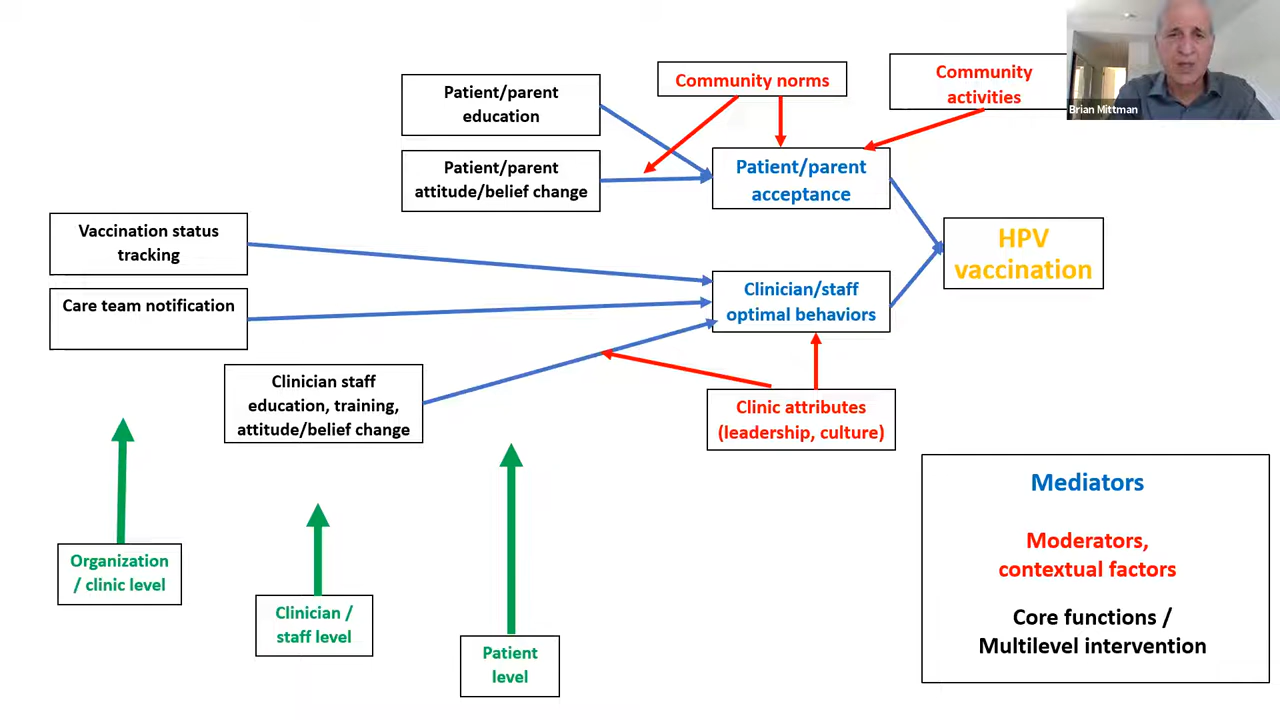 Patient/parent
education
Community norms
Community
activities
Brian Mittman
Patient/parent
attitude/belief change
Patient/parent
acceptance
Vaccination status
tracking
HPV
vaccination
Care team notification
Clinician/staff
optimal behaviors
Clinician staff
education, training,
attitude/belief change
Clinic attributes
(leadership, culture)
Mediators
Moderators,
contextual factors
Core functions /
Multilevel intervention
Organization
/ clinic level
Clinician /
staff level
Patient
level